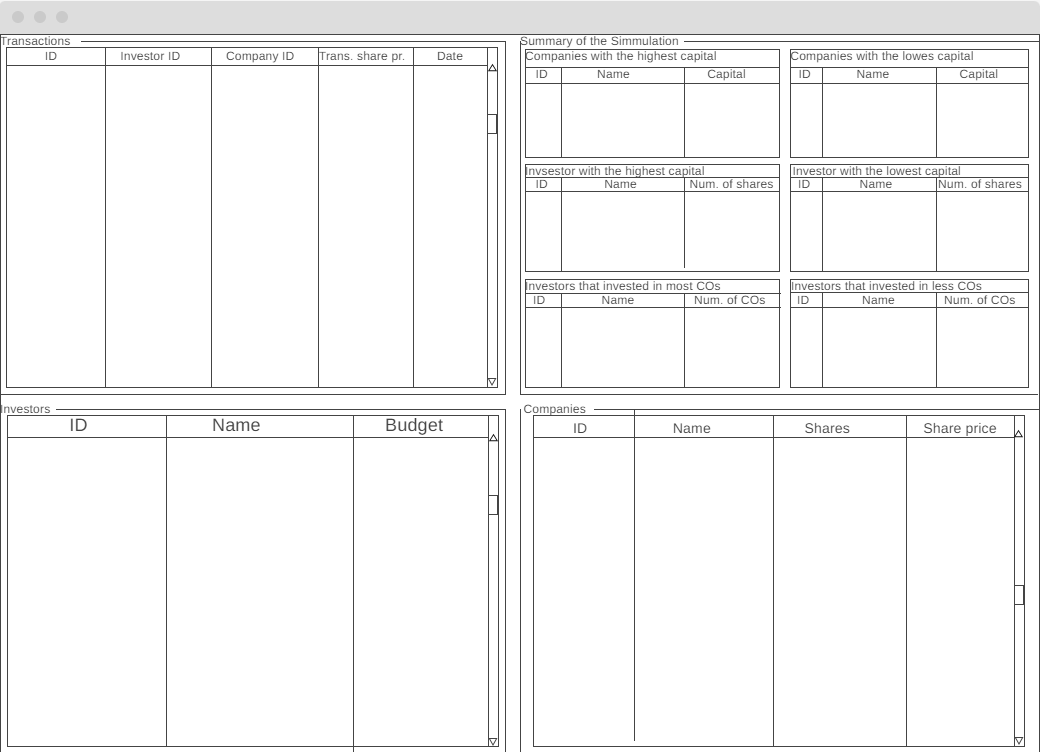 Transactions
ID Investor ID Company ID Trans. share pr. Date
Summary of the Simmulation
Companies with the highest capital
ID Name Capital
Companies with the lowes capital
ID Name Capital
Invsestor with the highest capital
ID Name Num. of shares
Investor with the lowest capital
ID Name Num. of shares
Investors that invested in most COs
ID Name Num. of COs
Investors that invested in less COs
ID Name Num. of COs
Investors
ID Name Budget
Companies
ID Name Shares Share price